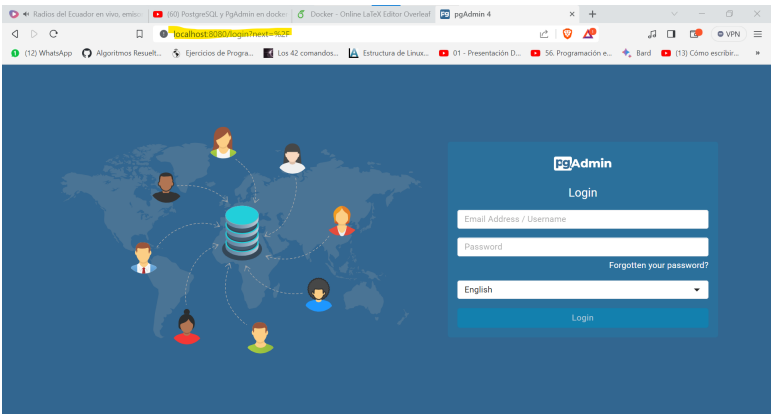 Radios del Ecuador en vivo, emiso
(60) PostgreSQL y PgAdmin en docke
Docker - Online LaTeX Editor Overleaf
pgAdmin 4
localhost:8080/login?next=%2F
VPN
(12) WhatsApp
Algoritmos Resuelt...
Ejercicios de Progra...
Los 42 comandos...
Estructura de Linux...
01 - Presentación D...
56. Programación e...
Bard
(13) Cómo escribir...
pgAdmin
Login
Email Address / Username
Password
Forgotten your password?
English
Login